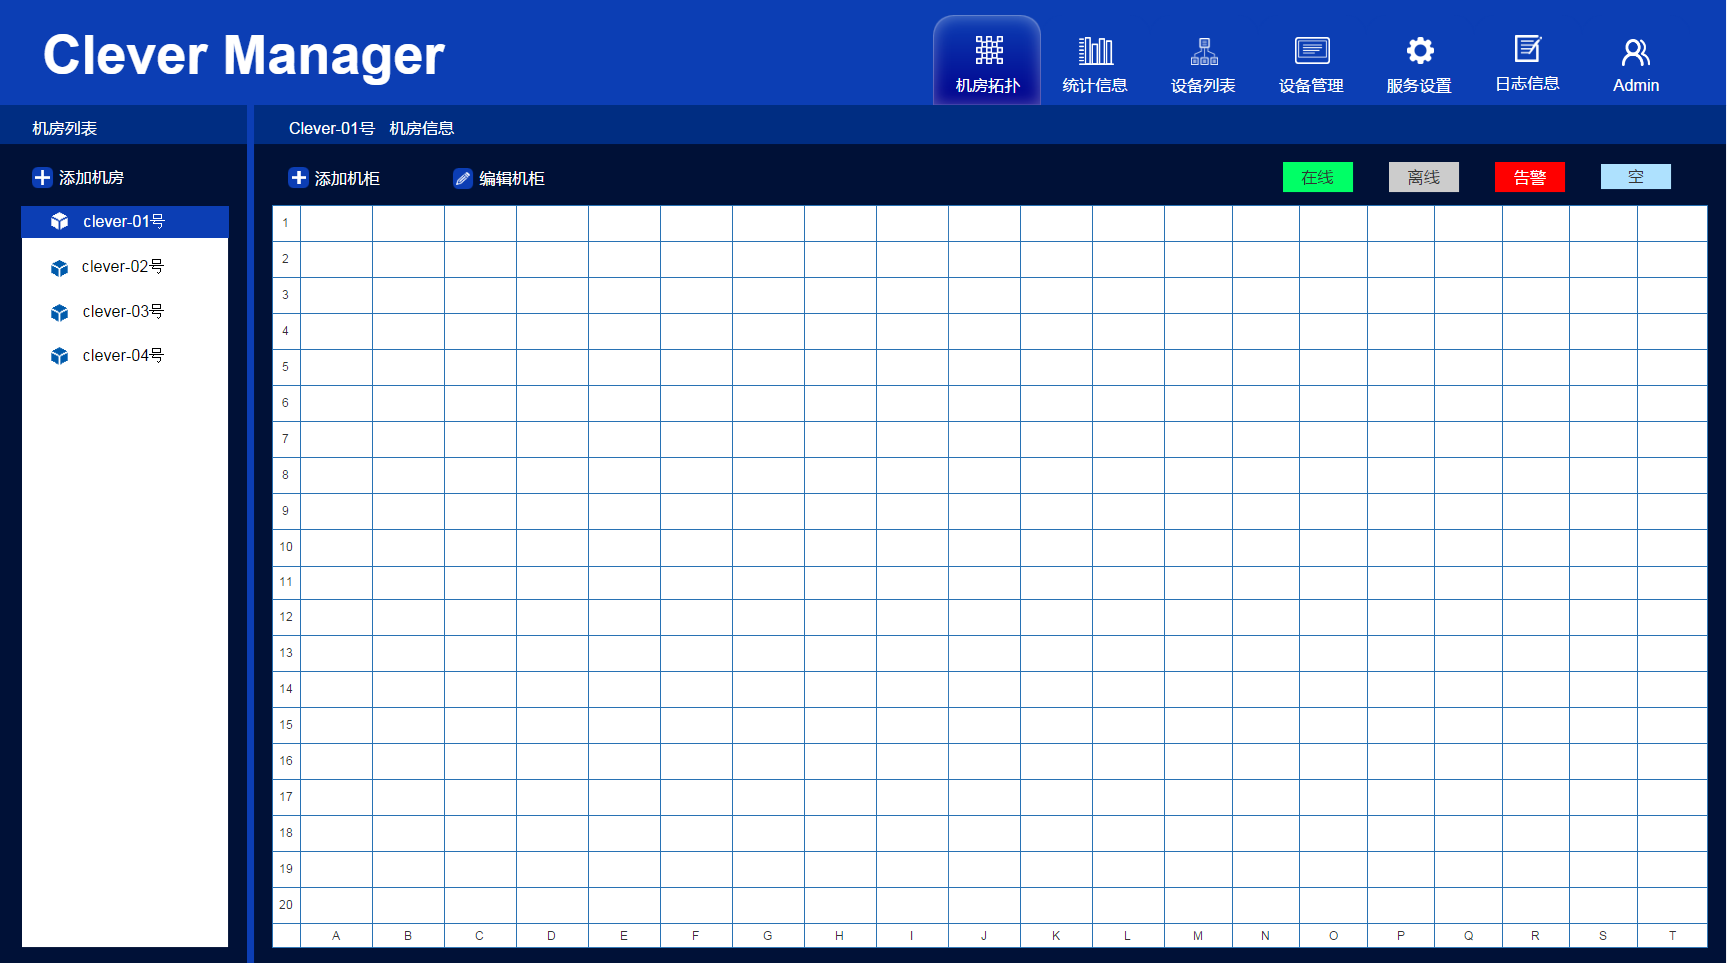 Clever Manager
机房拓扑
统计信息
设备列表
设备管理
服务设置
日志信息
Admin
机房列表
Clever-01号 机房信息
添加机房
添加机柜
编辑机柜
在线
离线
告警
空
clever-01号
clever-02号
clever-03号
clever-04号
1
2
3
4
5
6
7
8
9
10
11
12
13
14
15
16
17
18
19
20
A B C D E F G H I J K L M N O P Q R S T